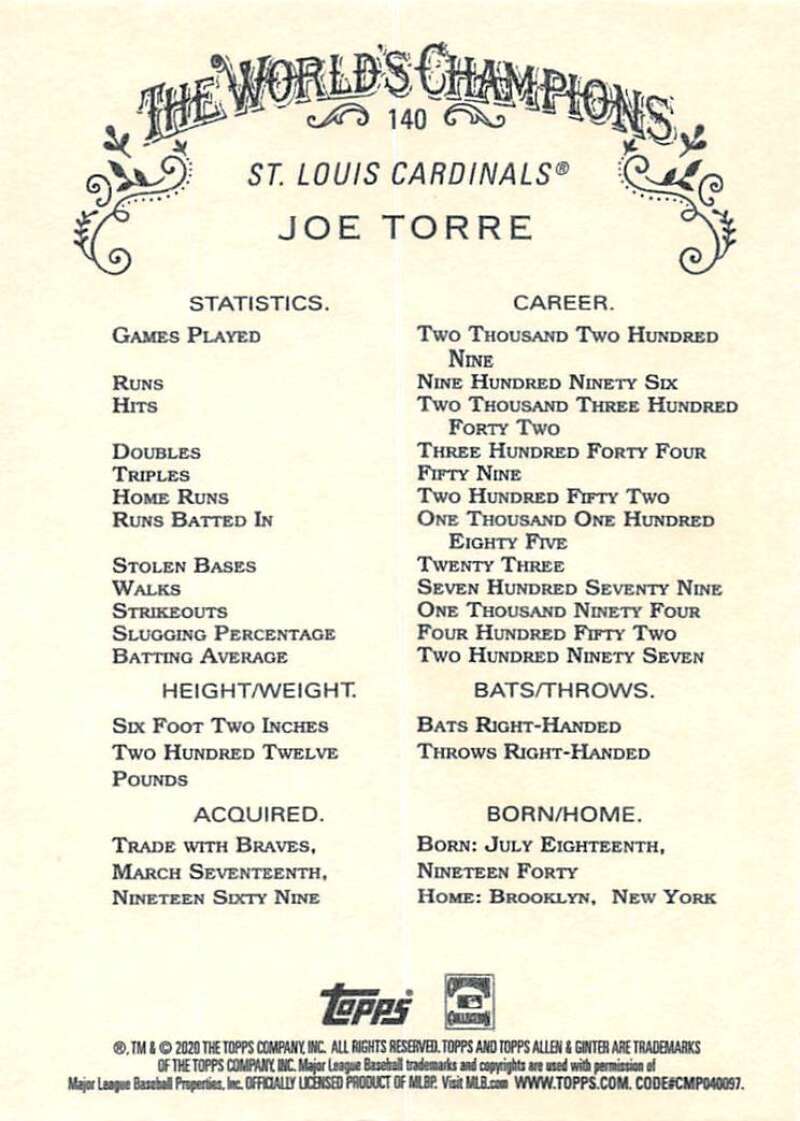 THE WORLD'S CHAMPIONS
140
ST. LOUIS CARDINALS®
JOE TORRE
STATISTICS. CAREER.
GAMES PLAYED TWO THOUSAND TWO HUNDRED
NINE
RUNS NINE HUNDRED NINETY SIX
HITS TWO THOUSAND THREE HUNDRED
FORTY TWO
DOUBLES THREE HUNDRED FORTY FOUR
TRIPLES FIFTY NINE
HOME RUNS TWO HUNDRED FIFTY TWO
RUNS BATTED IN ONE THOUSAND ONE HUNDRED
EIGHTY FIVE
STOLEN BASES TWENTY THREE
WALKS SEVEN HUNDRED SEVENTY NINE
STRIKEOUTS ONE THOUSAND NINETY FOUR
SLUGGING PERCENTAGE FOUR HUNDRED FIFTY TWO
BATTING AVERAGE TWO HUNDRED NINETY SEVEN
HEIGHT/WEIGHT. BATS/THROWS.
SIX FOOT TWO INCHES BATS RIGHT-HANDED
TWO HUNDRED TWELVE THROWS RIGHT-HANDED
POUNDS
ACQUIRED. BORN/HOME.
TRADE WITH BRAVES, BORN: JULY EIGHTEENTH,
MARCH SEVENTEENTH, NINETEEN FORTY
NINETEEN SIXTY NINE HOME: BROOKLYN, NEW YORK
Topps® COOPERSTOWN COLLECTION
®, TM & © 2020 THE TOPPS COMPANY, INC. ALL RIGHTS RESERVED. TOPPS AND TOPPS ALLEN & GINTER ARE TRADEMARKS
OF THE TOPPS COMPANY, INC. Major League Baseball trademarks and copyrights are used with permission of
Major League Baseball Properties, Inc. OFFICIALLY LICENSED PRODUCT OF MLBP. Visit MLB.com WWW.TOPPS.COM. CODE#CMP040097.